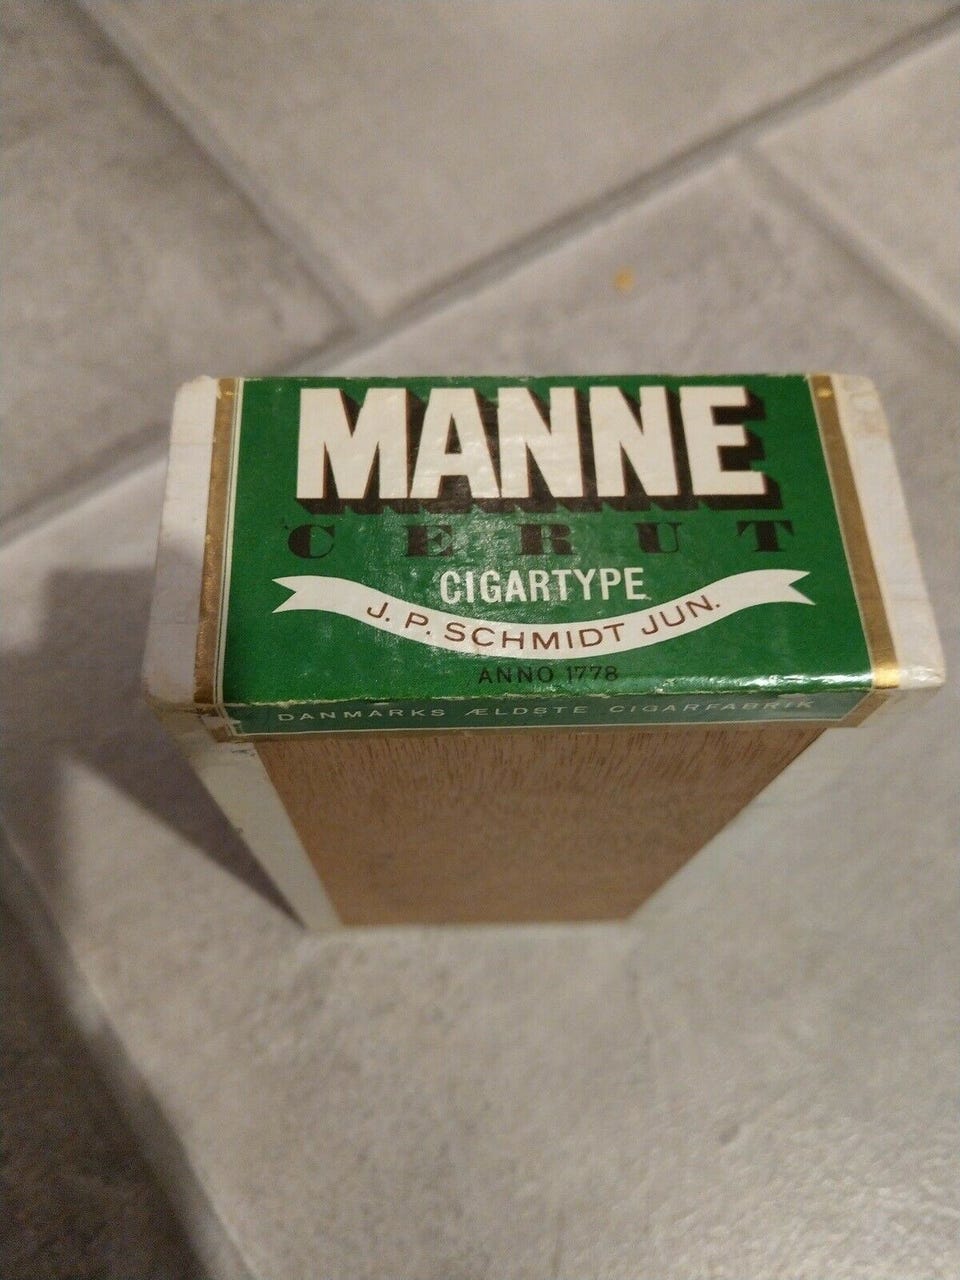 MANNE
CERUT
CIGARTYPE
J. P. SCHMIDT JUN.
ANNO 1778
DANMARKS ÆLDSTE CIGARFABRIK